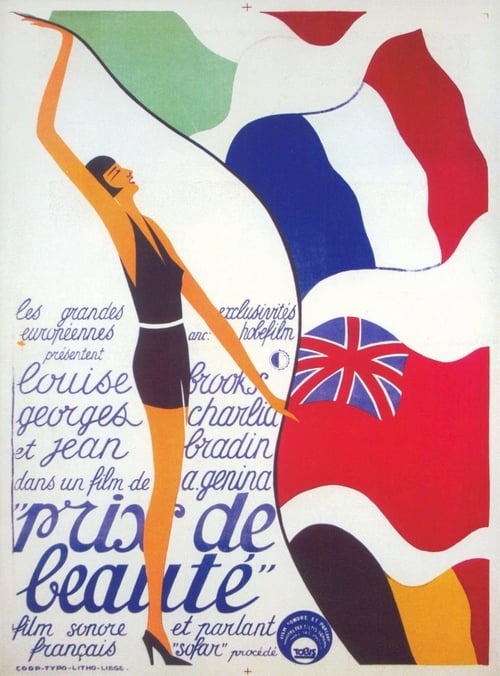 les grandes exclusivités
européennes anc: hobefilm
présentent
louise brooks
georges charlia
et jean bradin
dans un film de a.genina
"prix de
beauté"
film sonore et parlant
français "sofar" procédé
TOBIS
COOP-TYPO-LITHO-LIEGE.